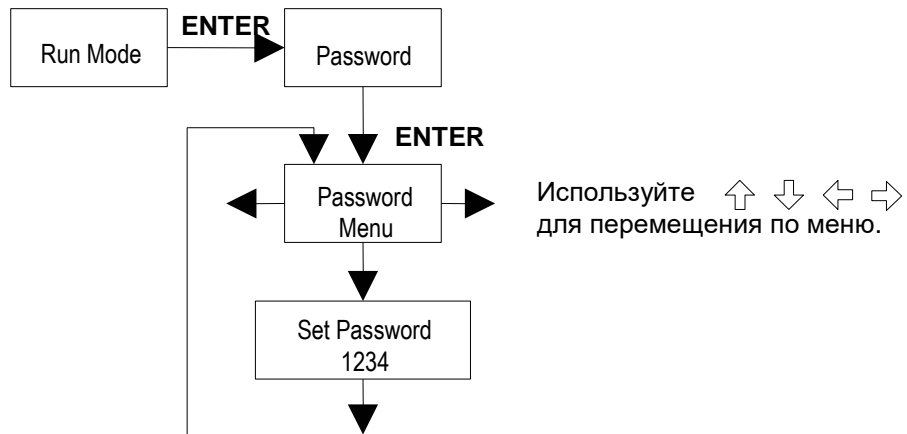 ENTER
Run Mode
Password
ENTER
Password
Menu
Используйте
для перемещения по меню.
Set Password
1234